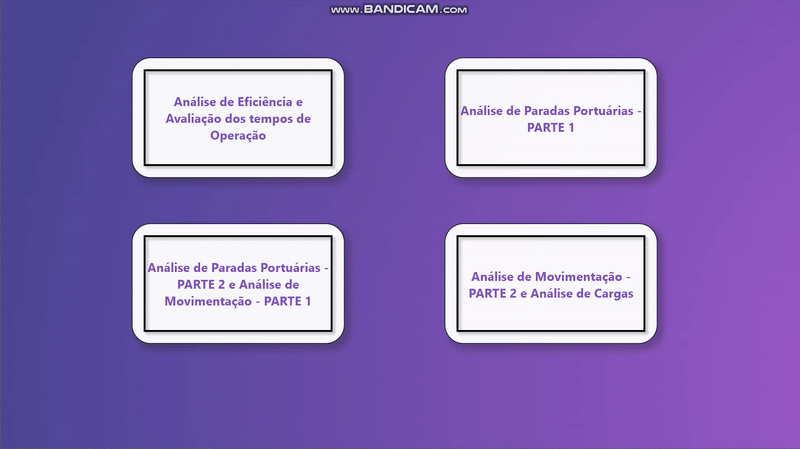 www.BANDICAM.com
Análise de Eficiência e
Avaliação dos tempos de
Operação
Análise de Paradas Portuárias -
PARTE 1
Análise de Paradas Portuárias -
PARTE 2 e Análise de
Movimentação - PARTE 1
Análise de Movimentação -
PARTE 2 e Análise de Cargas